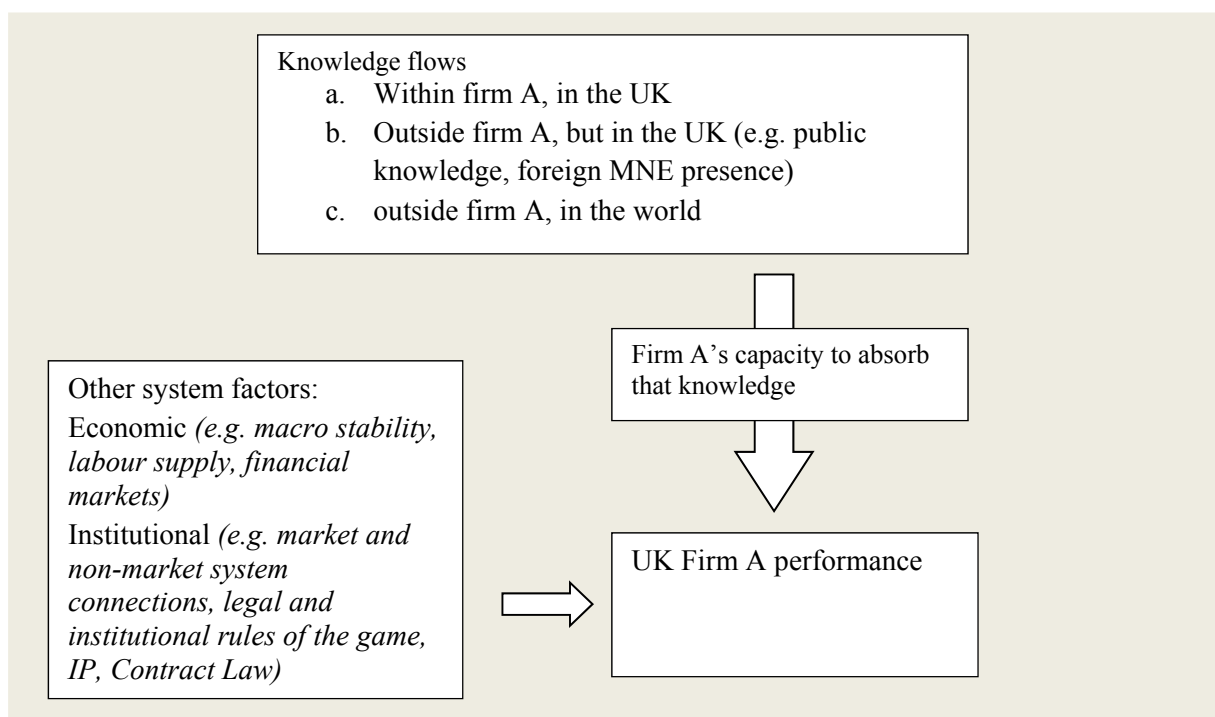 Knowledge flows
a. Within firm A, in the UK
b. Outside firm A, but in the UK (e.g. public
knowledge, foreign MNE presence)
c. outside firm A, in the world
Firm A’s capacity to absorb
that knowledge
Other system factors:
Economic (e.g. macro stability,
labour supply, financial
markets)
Institutional (e.g. market and
non-market system
connections, legal and
institutional rules of the game,
IP, Contract Law)
UK Firm A performance